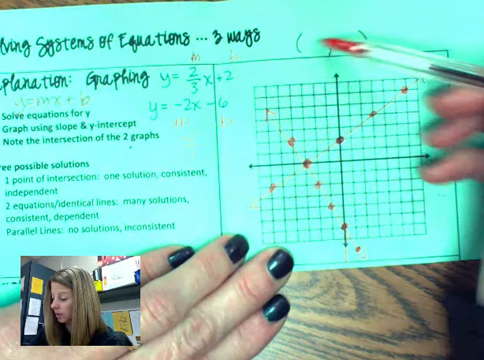 lving Systems of Equations ... 3 ways
planation: Graphing y = 2/3 x + 2
m b
y = mx + b
y = -2x - 6
m b
Solve equations for y
Graph using slope & y-intercept
Note the intersection of the 2 graphs
ree possible solutions
1 point of intersection: one solution, consistent,
independent
2 equations/identical lines: many solutions,
consistent, dependent
Parallel Lines: no solutions, inconsistent
( , )